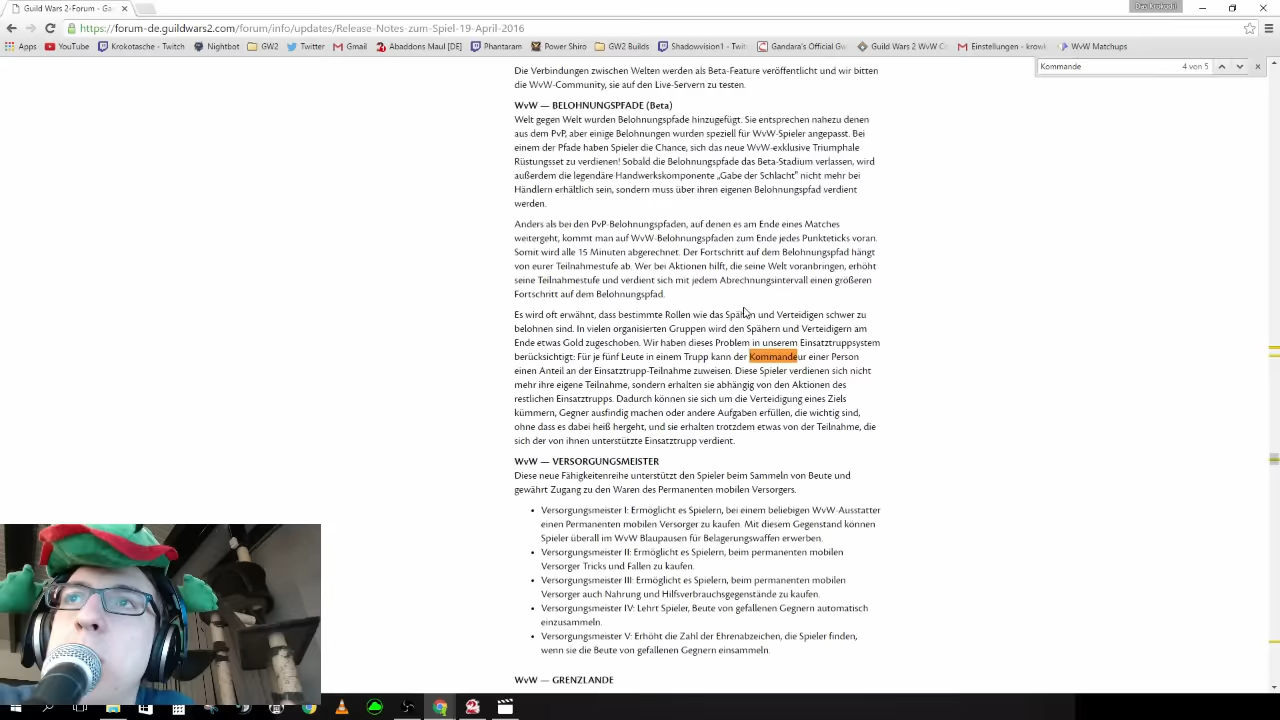 Guild Wars 2-Forum - Ga
Das Krokodil
https://forum-de.guildwars2.com/forum/info/updates/Release-Notes-zum-Spiel-19-April-2016
Apps YouTube Krokotasche - Twitch Nightbot GW2 Twitter Gmail Abaddons Maul [DE] Phantaram Power Shiro GW2 Builds Shadowvision1 - Twit Gandara's Official Gw Guild Wars 2 WvW C Einstellungen - krowk WvW Matchups
Kommande 4 von 5
Die Verbindungen zwischen Welten werden als Beta-Feature veröffentlicht und wir bitten
die WvW-Community, sie auf den Live-Servern zu testen.
WvW — BELOHNUNGSPFADE (Beta)
Welt gegen Welt wurden Belohnungspfade hinzugefügt. Sie entsprechen nahezu denen
aus dem PvP, aber einige Belohnungen wurden speziell für WvW-Spieler angepasst. Bei
einem der Pfade haben Spieler die Chance, sich das neue WvW-exklusive Triumphale
Rüstungsset zu verdienen! Sobald die Belohnungspfade das Beta-Stadium verlassen, wird
außerdem die legendäre Handwerkskomponente „Gabe der Schlacht" nicht mehr bei
Händlern erhältlich sein, sondern muss über ihren eigenen Belohnungspfad verdient
werden.
Anders als bei den PvP-Belohnungspfaden, auf denen es am Ende eines Matches
weitergeht, kommt man auf WvW-Belohnungspfaden zum Ende jedes Punkteticks voran.
Somit wird alle 15 Minuten abgerechnet. Der Fortschritt auf dem Belohnungspfad hängt
von eurer Teilnahmestufe ab. Wer bei Aktionen hilft, die seine Welt voranbringen, erhöht
seine Teilnahmestufe und verdient sich mit jedem Abrechnungsintervall einen größeren
Fortschritt auf dem Belohnungspfad.
Es wird oft erwähnt, dass bestimmte Rollen wie das Spähen und Verteidigen schwer zu
belohnen sind. In vielen organisierten Gruppen wird den Spähern und Verteidigern am
Ende etwas Gold zugeschoben. Wir haben dieses Problem in unserem Einsatztruppsystem
berücksichtigt: Für je fünf Leute in einem Trupp kann der Kommandeur einer Person
einen Anteil an der Einsatztrupp-Teilnahme zuweisen. Diese Spieler verdienen sich nicht
mehr ihre eigene Teilnahme, sondern erhalten sie abhängig von den Aktionen des
restlichen Einsatztrupps. Dadurch können sie sich um die Verteidigung eines Ziels
kümmern, Gegner ausfindig machen oder andere Aufgaben erfüllen, die wichtig sind,
ohne dass es dabei heiß hergeht, und sie erhalten trotzdem etwas von der Teilnahme, die
sich der von ihnen unterstützte Einsatztrupp verdient.
WvW — VERSORGUNGSMEISTER
Diese neue Fähigkeitenreihe unterstützt den Spieler beim Sammeln von Beute und
gewährt Zugang zu den Waren des Permanenten mobilen Versorgers.
• Versorgungsmeister I: Ermöglicht es Spielern, bei einem beliebigen WvW-Ausstatter
einen Permanenten mobilen Versorger zu kaufen. Mit diesem Gegenstand können
Spieler überall im WvW Blaupausen für Belagerungswaffen erwerben.
• Versorgungsmeister II: Ermöglicht es Spielern, beim permanenten mobilen
Versorger Tricks und Fallen zu kaufen.
• Versorgungsmeister III: Ermöglicht es Spielern, beim permanenten mobilen
Versorger auch Nahrung und Hilfsverbrauchsgegenstände zu kaufen.
• Versorgungsmeister IV: Lehrt Spieler, Beute von gefallenen Gegnern automatisch
einzusammeln.
• Versorgungsmeister V: Erhöht die Zahl der Ehrenabzeichen, die Spieler finden,
wenn sie die Beute von gefallenen Gegnern einsammeln.
WvW — GRENZLANDE